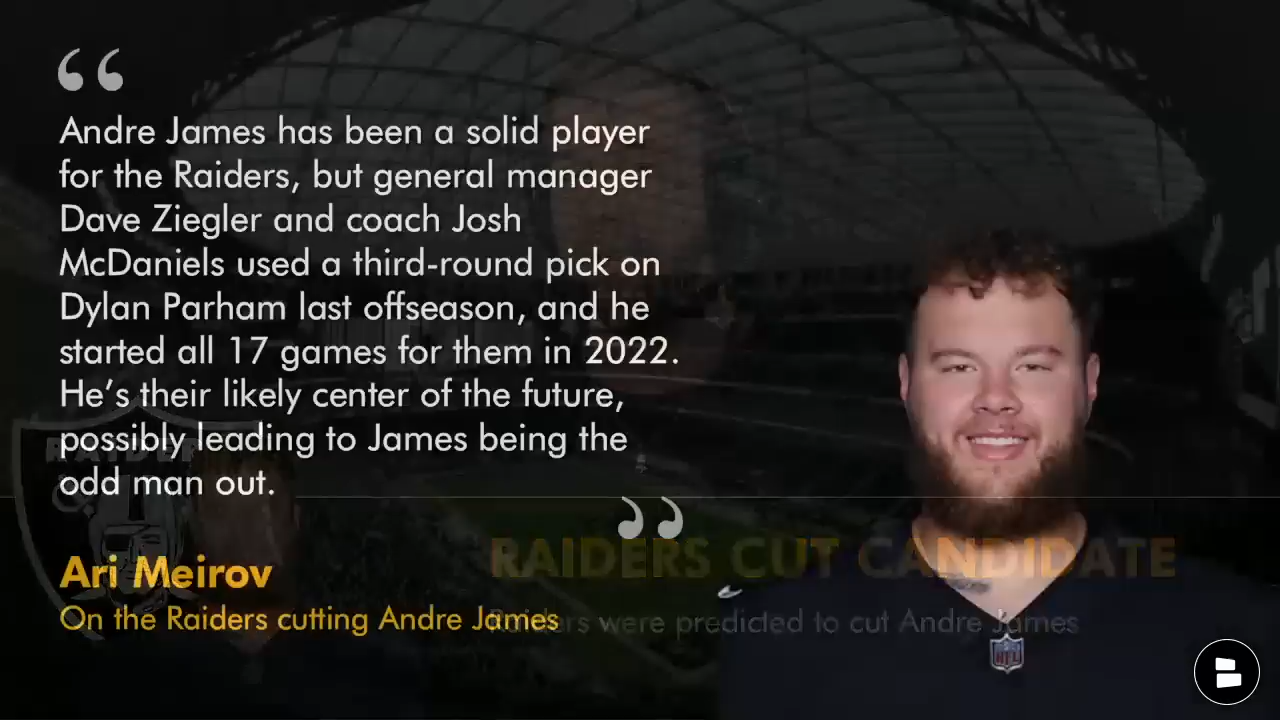 “
Andre James has been a solid player
for the Raiders, but general manager
Dave Ziegler and coach Josh
McDaniels used a third-round pick on
Dylan Parham last offseason, and he
started all 17 games for them in 2022.
He’s their likely center of the future,
possibly leading to James being the
odd man out.
”
RAIDERS CUT CANDIDATE
Ari Meirov
On the Raiders cutting Andre James
Raiders were predicted to cut Andre James
RAIDERS
NFL